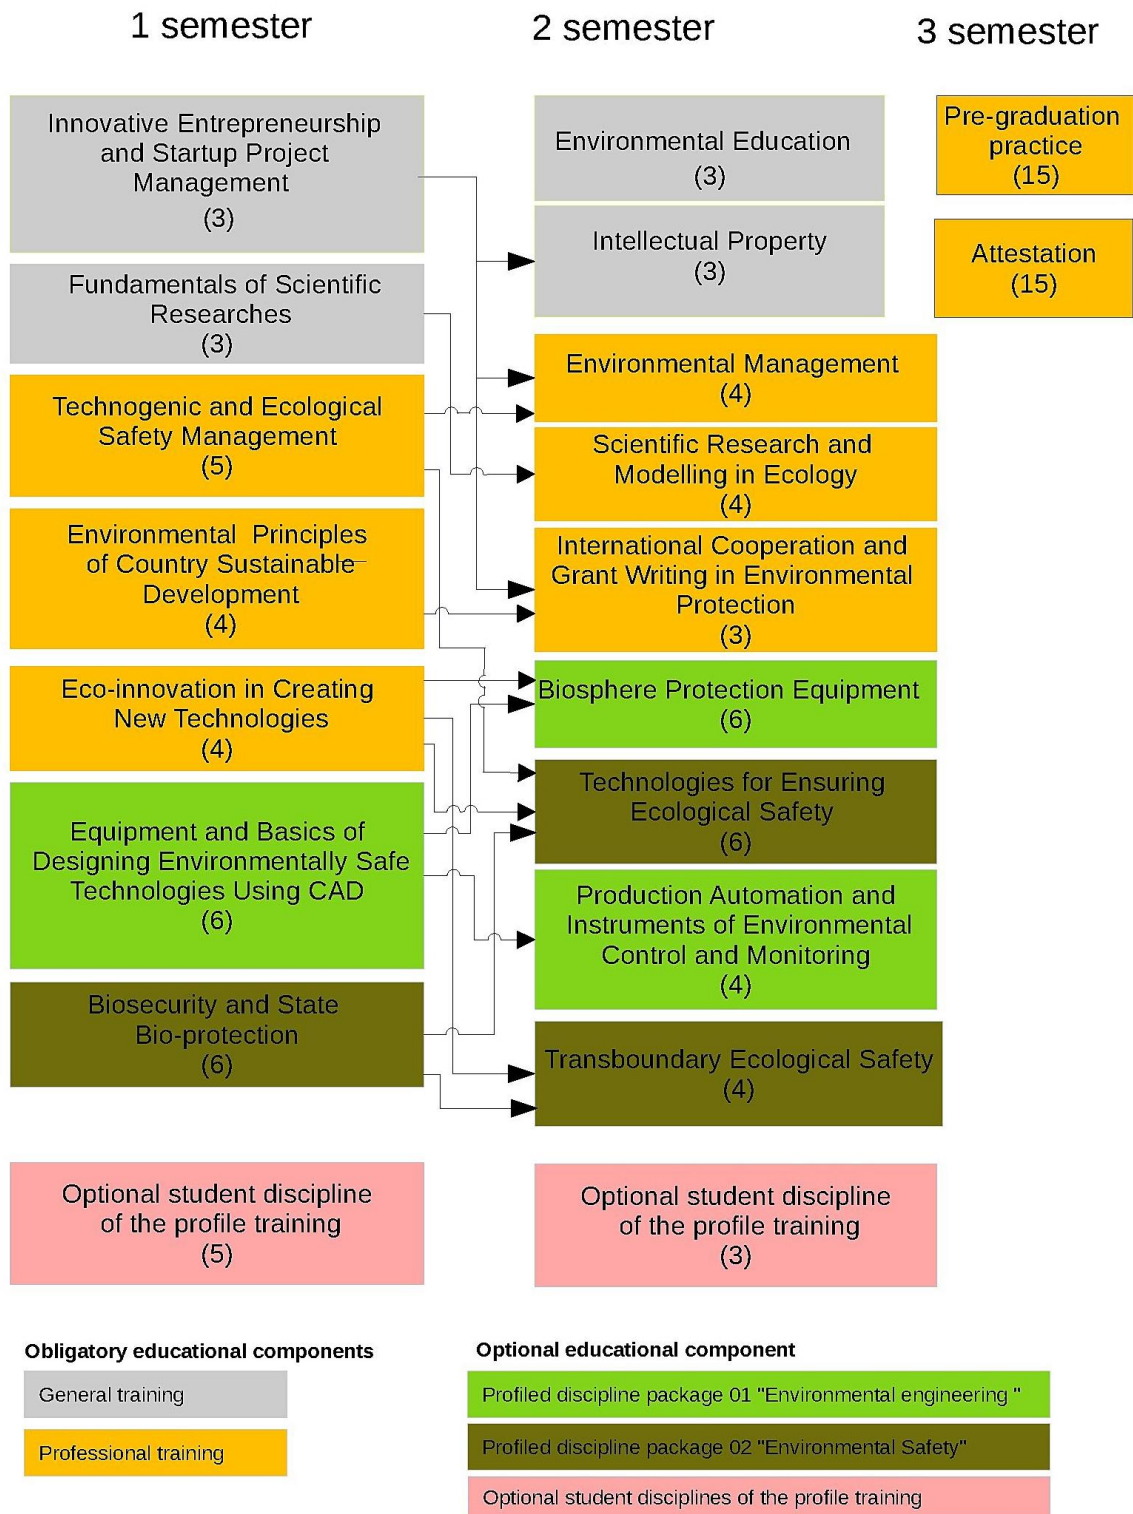 1 semester
2 semester
3 semester
Innovative Entrepreneurship
and Startup Project
Management
(3)
Fundamentals of Scientific
Researches
(3)
Technogenic and Ecological
Safety Management
(5)
Environmental Principles
of Country Sustainable
Development
(4)
Eco-innovation in Creating
New Technologies
(4)
Equipment and Basics of
Designing Environmentally Safe
Technologies Using CAD
(6)
Biosecurity and State
Bio-protection
(6)
Optional student discipline
of the profile training
(5)
Environmental Education
(3)
Intellectual Property
(3)
Environmental Management
(4)
Scientific Research and
Modelling in Ecology
(4)
International Cooperation and
Grant Writing in Environmental
Protection
(3)
Biosphere Protection Equipment
(6)
Technologies for Ensuring
Ecological Safety
(6)
Production Automation and
Instruments of Environmental
Control and Monitoring
(4)
Transboundary Ecological Safety
(4)
Optional student discipline
of the profile training
(3)
Pre-graduation
practice
(15)
Attestation
(15)
Obligatory educational components
General training
Professional training
Optional educational component
Profiled discipline package 01 "Environmental engineering "
Profiled discipline package 02 "Environmental Safety"
Optional student disciplines of the profile training